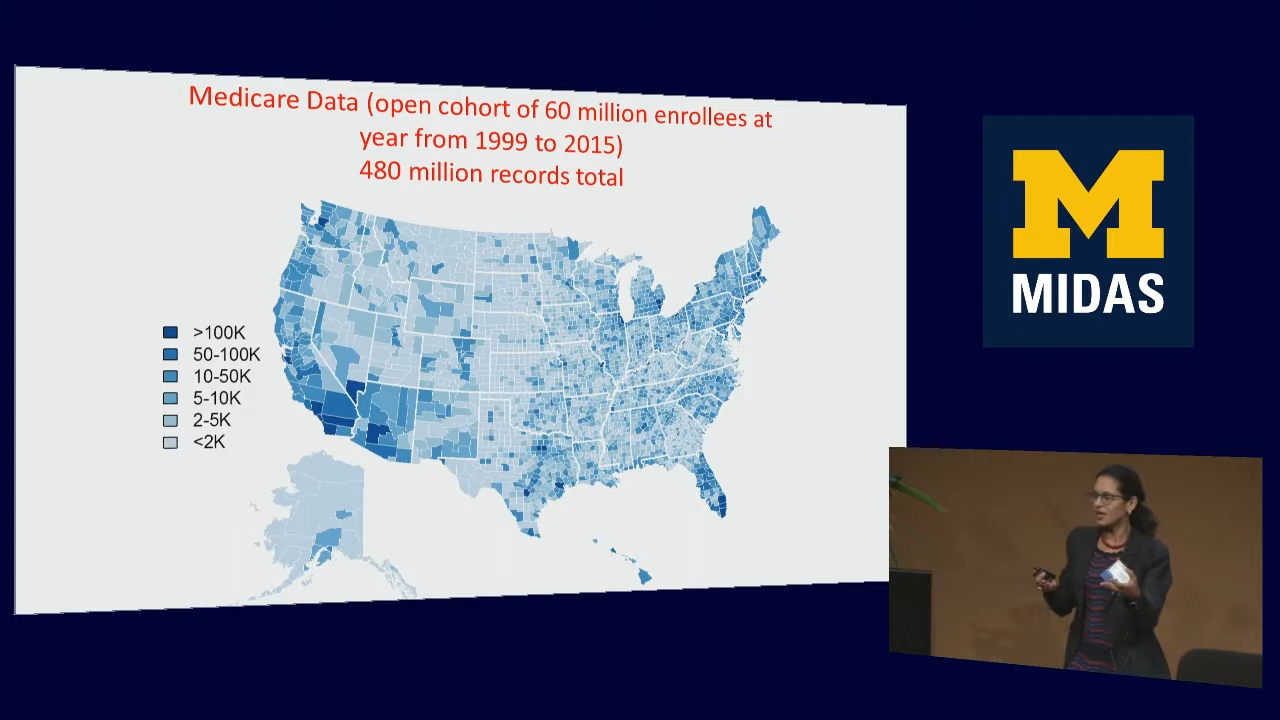 Medicare Data (open cohort of 60 million enrollees at
year from 1999 to 2015)
480 million records total
>100K
50-100K
10-50K
5-10K
2-5K
<2K
M
MIDAS